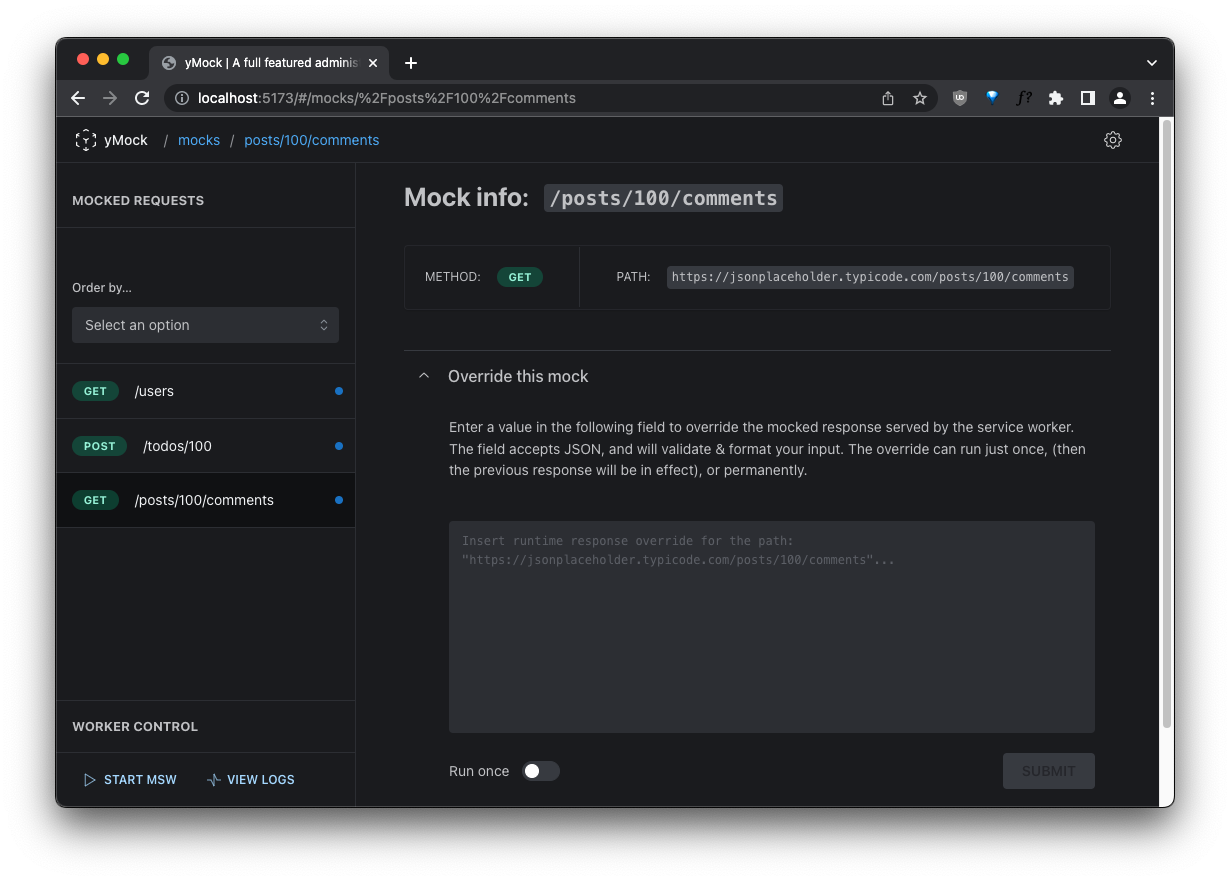 yMock | A full featured adminis
localhost:5173/#/mocks/%2Fposts%2F100%2Fcomments
UD
f?
yMock / mocks / posts/100/comments
MOCKED REQUESTS
Order by...
Select an option
GET /users
POST /todos/100
GET /posts/100/comments
WORKER CONTROL
START MSW VIEW LOGS
Mock info: /posts/100/comments
METHOD: GET PATH: https://jsonplaceholder.typicode.com/posts/100/comments
Override this mock
Enter a value in the following field to override the mocked response served by the service worker.
The field accepts JSON, and will validate & format your input. The override can run just once, (then
the previous response will be in effect), or permanently.
Insert runtime response override for the path:
"https://jsonplaceholder.typicode.com/posts/100/comments"...
Run once
SUBMIT